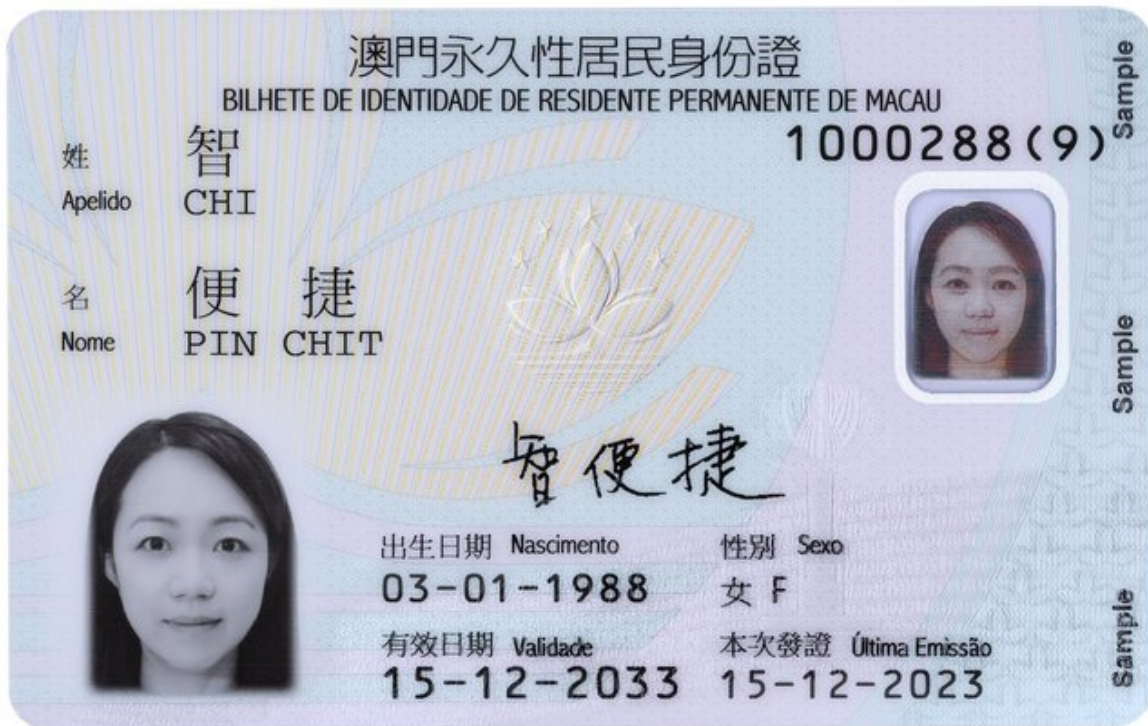 澳門永久性居民身份證
BILHETE DE IDENTIDADE DE RESIDENTE PERMANENTE DE MACAU
1000288(9)
姓 智
Apelido CHI
名 便 捷
Nome PIN CHIT
智便捷
出生日期 Nascimento 性別 Sexo
03-01-1988 女 F
有效日期 Validade 本次發證 Última Emissão
15-12-2033 15-12-2023
Sample
Sample
Sample